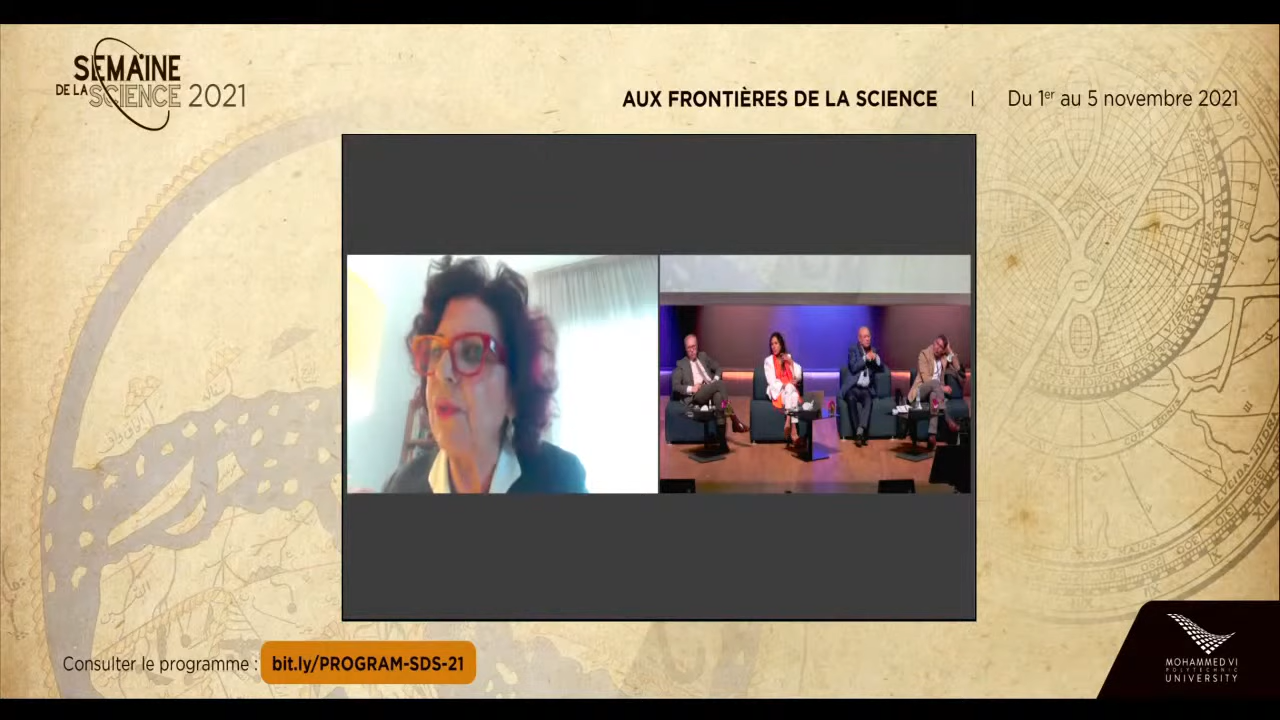 SEMAINE
DE LA SCIENCE 2021
AUX FRONTIÈRES DE LA SCIENCE | Du 1er au 5 novembre 2021
Consulter le programme : bit.ly/PROGRAM-SDS-21
MOHAMMED VI
POLYTECHNIC
UNIVERSITY